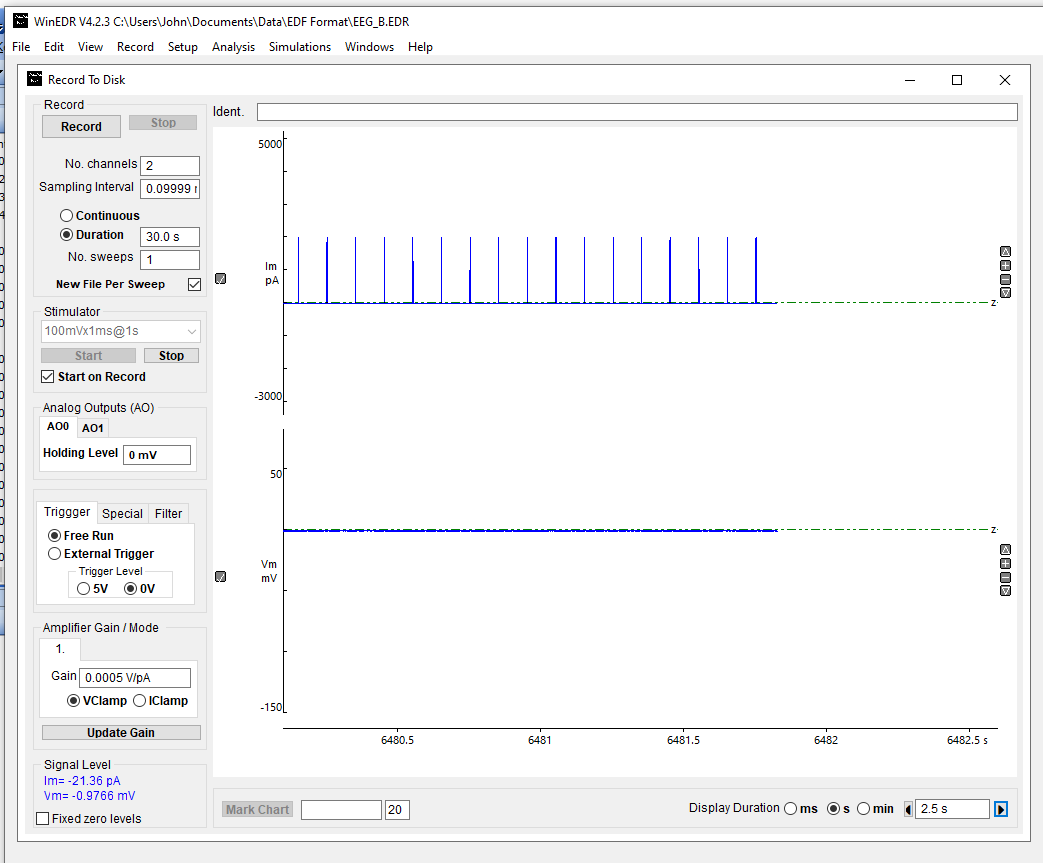 WinEDR V4.2.3 C:\Users\John\Documents\Data\EDF Format\EEG_B.EDR
File Edit View Record Setup Analysis Simulations Windows Help
Record To Disk
Record
Record Stop
No. channels 2
Sampling Interval 0.09999
Continuous
Duration 30.0 s
No. sweeps 1
New File Per Sweep
Stimulator
100mVx1ms@1s
Start Stop
Start on Record
Analog Outputs (AO)
AO0 AO1
Holding Level 0 mV
Triggger Special Filter
Free Run
External Trigger
Trigger Level
5V 0V
Amplifier Gain / Mode
1.
Gain 0.0005 V/pA
VClamp IClamp
Update Gain
Signal Level
Im= -21.36 pA
Vm= -0.9766 mV
Fixed zero levels
Ident.
5000
Im
pA
z
-3000
50
z
Vm
mV
-150
6480.5 6481 6481.5 6482 6482.5 s
Mark Chart 20 Display Duration ms s min 2.5 s